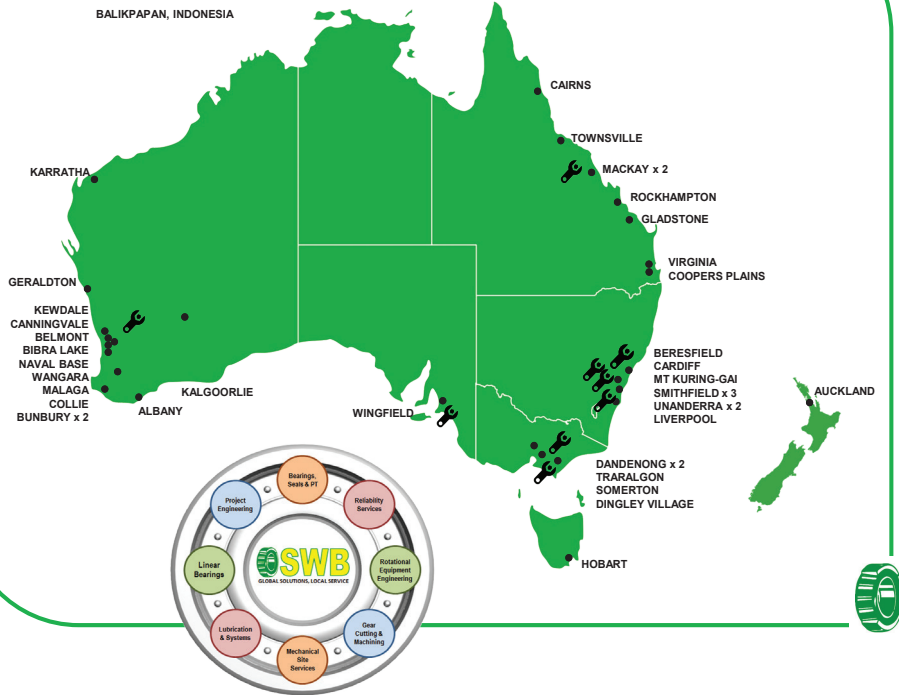 BALIKPAPAN, INDONESIA
CAIRNS
TOWNSVILLE
MACKAY x 2
ROCKHAMPTON
GLADSTONE
VIRGINIA
COOPERS PLAINS
KARRATHA
GERALDTON
KEWDALE
CANNINGVALE
BELMONT
BIBRA LAKE
NAVAL BASE
WANGARA
MALAGA
COLLIE
BUNBURY x 2
KALGOORLIE
ALBANY
WINGFIELD
BERESFIELD
CARDIFF
MT KURING-GAI
SMITHFIELD x 3
UNANDERRA x 2
LIVERPOOL
AUCKLAND
DANDENONG x 2
TRARALGON
SOMERTON
DINGLEY VILLAGE
HOBART
Bearings,
Seals & PT
Reliability
Services
Rotational
Equipment
Engineering
Gear
Cutting &
Machining
Mechanical
Site
Services
Lubrication
& Systems
Linear
Bearings
Project
Engineering
SWB
GLOBAL SOLUTIONS, LOCAL SERVICE